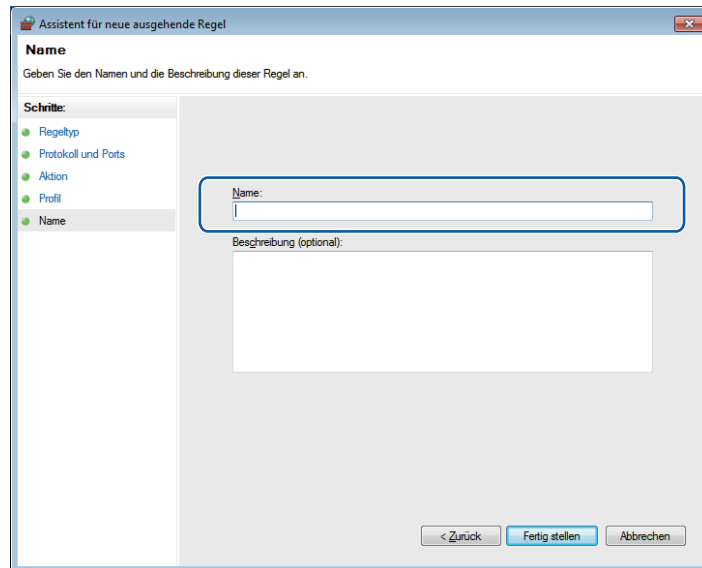 Assistent für neue ausgehende Regel
Name
Geben Sie den Namen und die Beschreibung dieser Regel an.
Schritte:
Regeltyp
Protokoll und Ports
Aktion
Profil
Name
Name:
Beschreibung (optional):
< Zurück Fertig stellen Abbrechen